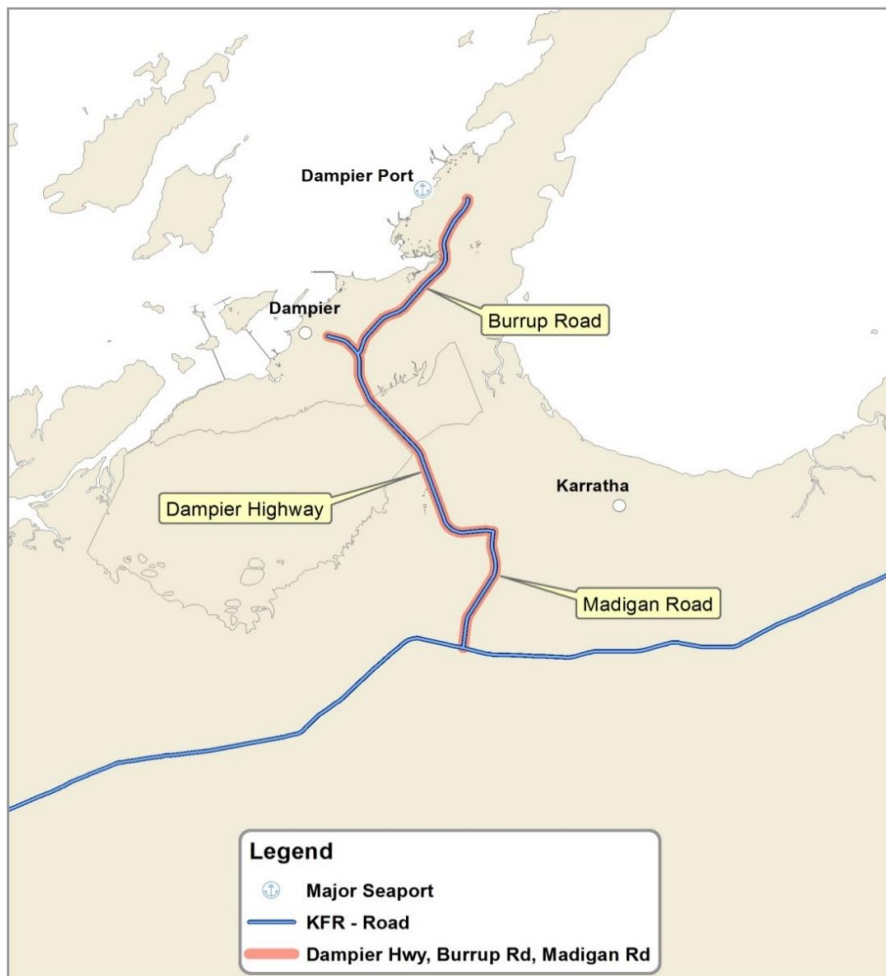 Dampier Port
Burrup Road
Dampier
Karratha
Dampier Highway
Madigan Road
Legend
Major Seaport
KFR - Road
Dampier Hwy, Burrup Rd, Madigan Rd